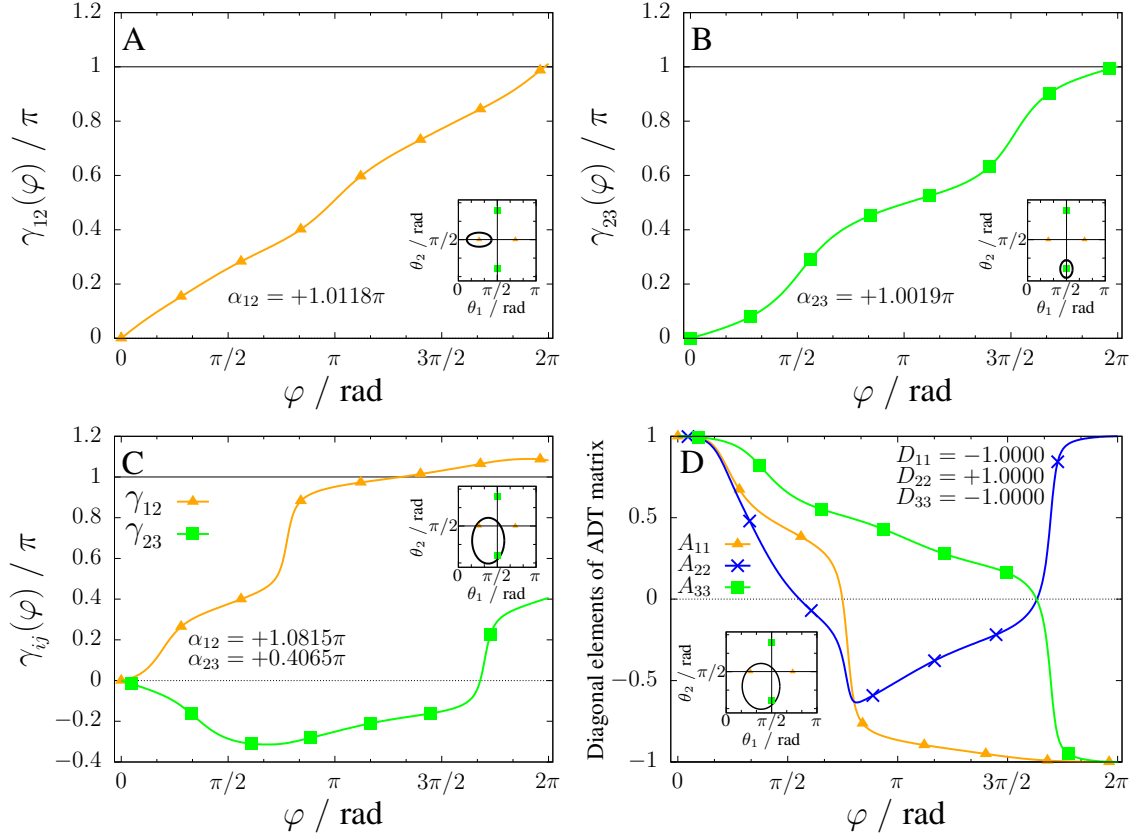 A
γ₁₂(φ) / π
1.2
1
0.8
0.6
0.4
0.2
0
α₁₂ = +1.0118π
θ₂ / rad
π/2
0 π/2 π
θ₁ / rad
0 π/2 π 3π/2 2π
φ / rad
B
γ₂₃(φ) / π
1.2
1
0.8
0.6
0.4
0.2
0
α₂₃ = +1.0019π
θ₂ / rad
π/2
0 π/2 π
θ₁ / rad
0 π/2 π 3π/2 2π
φ / rad
C
γᵢⱼ(φ) / π
1.2
1
0.8
0.6
0.4
0.2
0
−0.2
−0.4
γ₁₂
γ₂₃
α₁₂ = +1.0815π
α₂₃ = +0.4065π
θ₂ / rad
π/2
0 π/2 π
θ₁ / rad
0 π/2 π 3π/2 2π
φ / rad
D
Diagonal elements of ADT matrix
1
0.5
0
−0.5
−1
D₁₁ = −1.0000
D₂₂ = +1.0000
D₃₃ = −1.0000
A₁₁
A₂₂
A₃₃
θ₂ / rad
π/2
0 π/2 π
θ₁ / rad
0 π/2 π 3π/2 2π
φ / rad